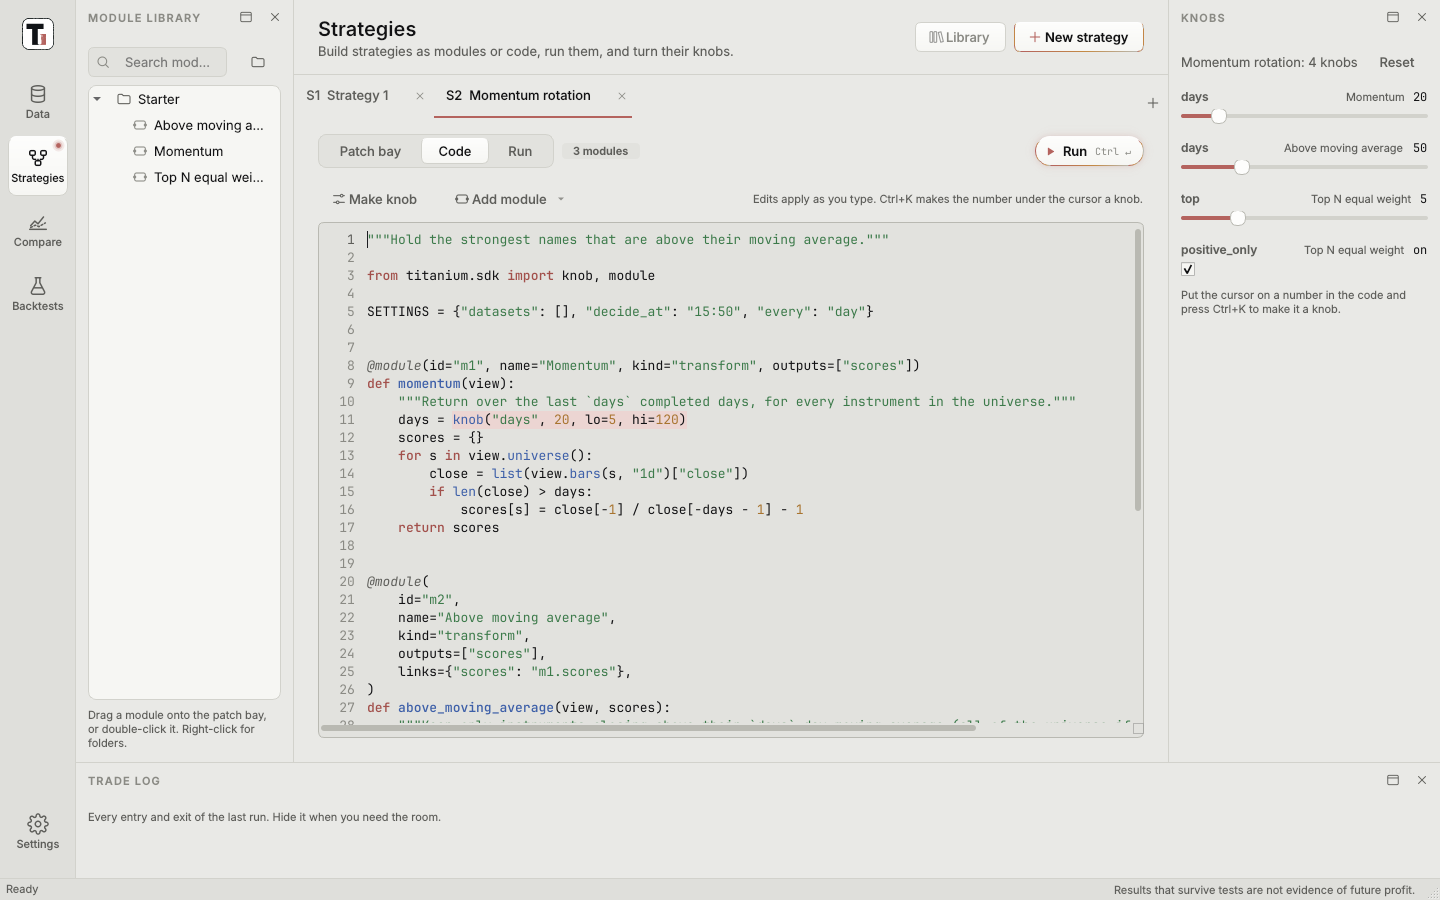 MODULE LIBRARY
Search mod...
Starter
Above moving a...
Momentum
Top N equal wei...
Drag a module onto the patch bay,
or double-click it. Right-click for
folders.
Data
Strategies
Compare
Backtests
Settings
Strategies
Build strategies as modules or code, run them, and turn their knobs.
Library
New strategy
S1 Strategy 1
S2 Momentum rotation
Patch bay
Code
Run
3 modules
Run Ctrl ↵
Make knob
Add module
Edits apply as you type. Ctrl+K makes the number under the cursor a knob.
1 """Hold the strongest names that are above their moving average."""
2
3 from titanium.sdk import knob, module
4
5 SETTINGS = {"datasets": [], "decide_at": "15:50", "every": "day"}
6
7
8 @module(id="m1", name="Momentum", kind="transform", outputs=["scores"])
9 def momentum(view):
10     """Return over the last `days` completed days, for every instrument in the universe."""
11     days = knob("days", 20, lo=5, hi=120)
12     scores = {}
13     for s in view.universe():
14         close = list(view.bars(s, "1d")["close"])
15         if len(close) > days:
16             scores[s] = close[-1] / close[-days - 1] - 1
17     return scores
18
19
20 @module(
21     id="m2",
22     name="Above moving average",
23     kind="transform",
24     outputs=["scores"],
25     links={"scores": "m1.scores"},
26 )
27 def above_moving_average(view, scores):
KNOBS
Momentum rotation: 4 knobs
Reset
days Momentum 20
days Above moving average 50
top Top N equal weight 5
positive_only Top N equal weight on
Put the cursor on a number in the code and
press Ctrl+K to make it a knob.
TRADE LOG
Every entry and exit of the last run. Hide it when you need the room.
Ready
Results that survive tests are not evidence of future profit.